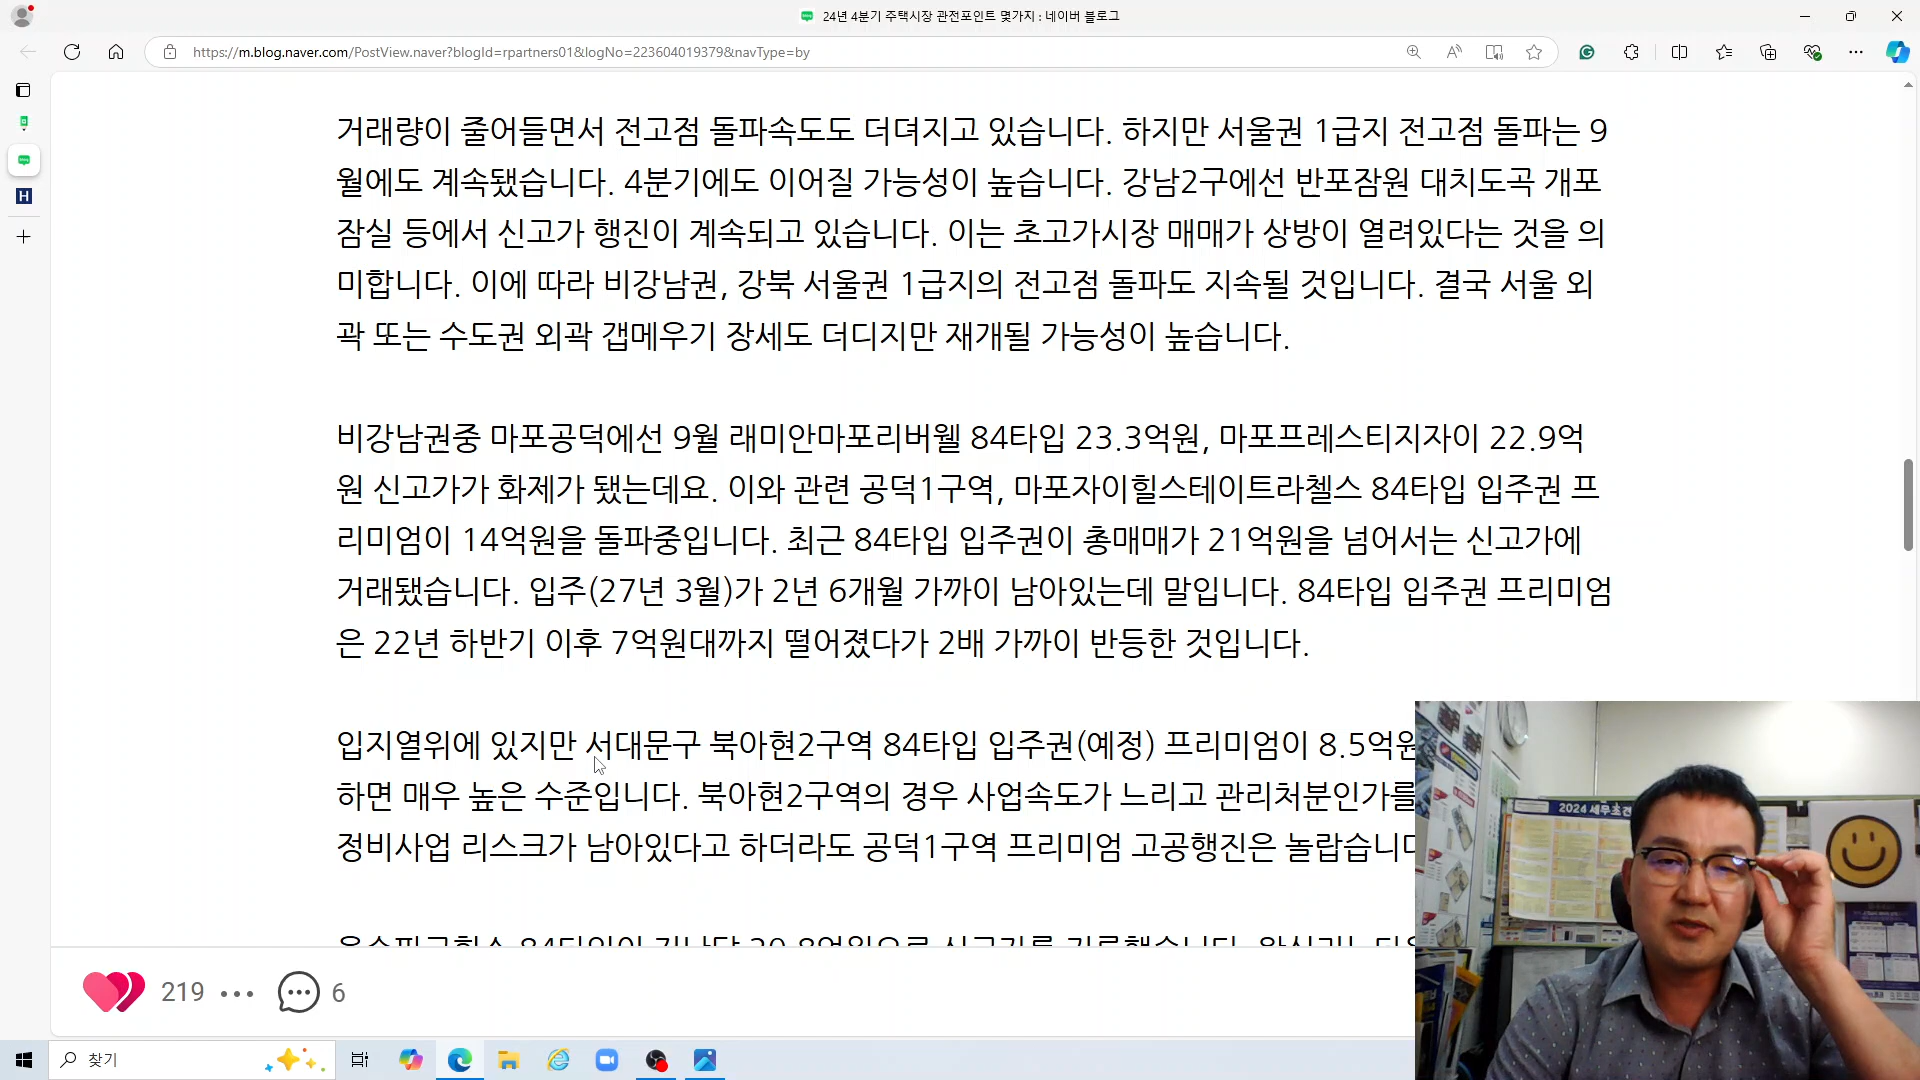 24년 4분기 주택시장 관전포인트 몇가지 : 네이버 블로그
https://m.blog.naver.com/PostView.naver?blogId=rpartners01&logNo=223604019379&navType=by
거래량이 줄어들면서 전고점 돌파속도도 더뎌지고 있습니다. 하지만 서울권 1급지 전고점 돌파는 9
월에도 계속됐습니다. 4분기에도 이어질 가능성이 높습니다. 강남2구에선 반포잠원 대치도곡 개포
잠실 등에서 신고가 행진이 계속되고 있습니다. 이는 초고가시장 매매가 상방이 열려있다는 것을 의
미합니다. 이에 따라 비강남권, 강북 서울권 1급지의 전고점 돌파도 지속될 것입니다. 결국 서울 외
곽 또는 수도권 외곽 갭메우기 장세도 더디지만 재개될 가능성이 높습니다.
비강남권중 마포공덕에선 9월 래미안마포리버웰 84타입 23.3억원, 마포프레스티지자이 22.9억
원 신고가가 화제가 됐는데요. 이와 관련 공덕1구역, 마포자이힐스테이트라첼스 84타입 입주권 프
리미엄이 14억원을 돌파중입니다. 최근 84타입 입주권이 총매매가 21억원을 넘어서는 신고가에
거래됐습니다. 입주(27년 3월)가 2년 6개월 가까이 남아있는데 말입니다. 84타입 입주권 프리미엄
은 22년 하반기 이후 7억원대까지 떨어졌다가 2배 가까이 반등한 것입니다.
입지열위에 있지만 서대문구 북아현2구역 84타입 입주권(예정) 프리미엄이 8.5억원
하면 매우 높은 수준입니다. 북아현2구역의 경우 사업속도가 느리고 관리처분인가를
정비사업 리스크가 남아있다고 하더라도 공덕1구역 프리미엄 고공행진은 놀랍습니다
2024 세무조견
219 ··· 6
찾기